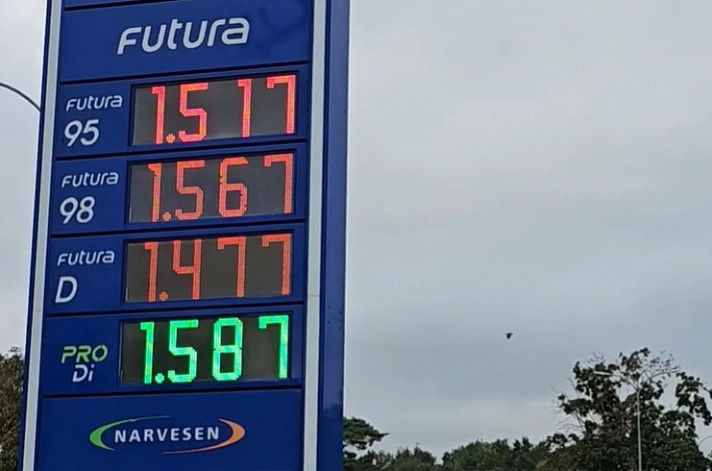 Futura
Futura
95
1.517
Futura
98
1.567
Futura
D
1.477
PRO
Di
1.587
NARVESEN